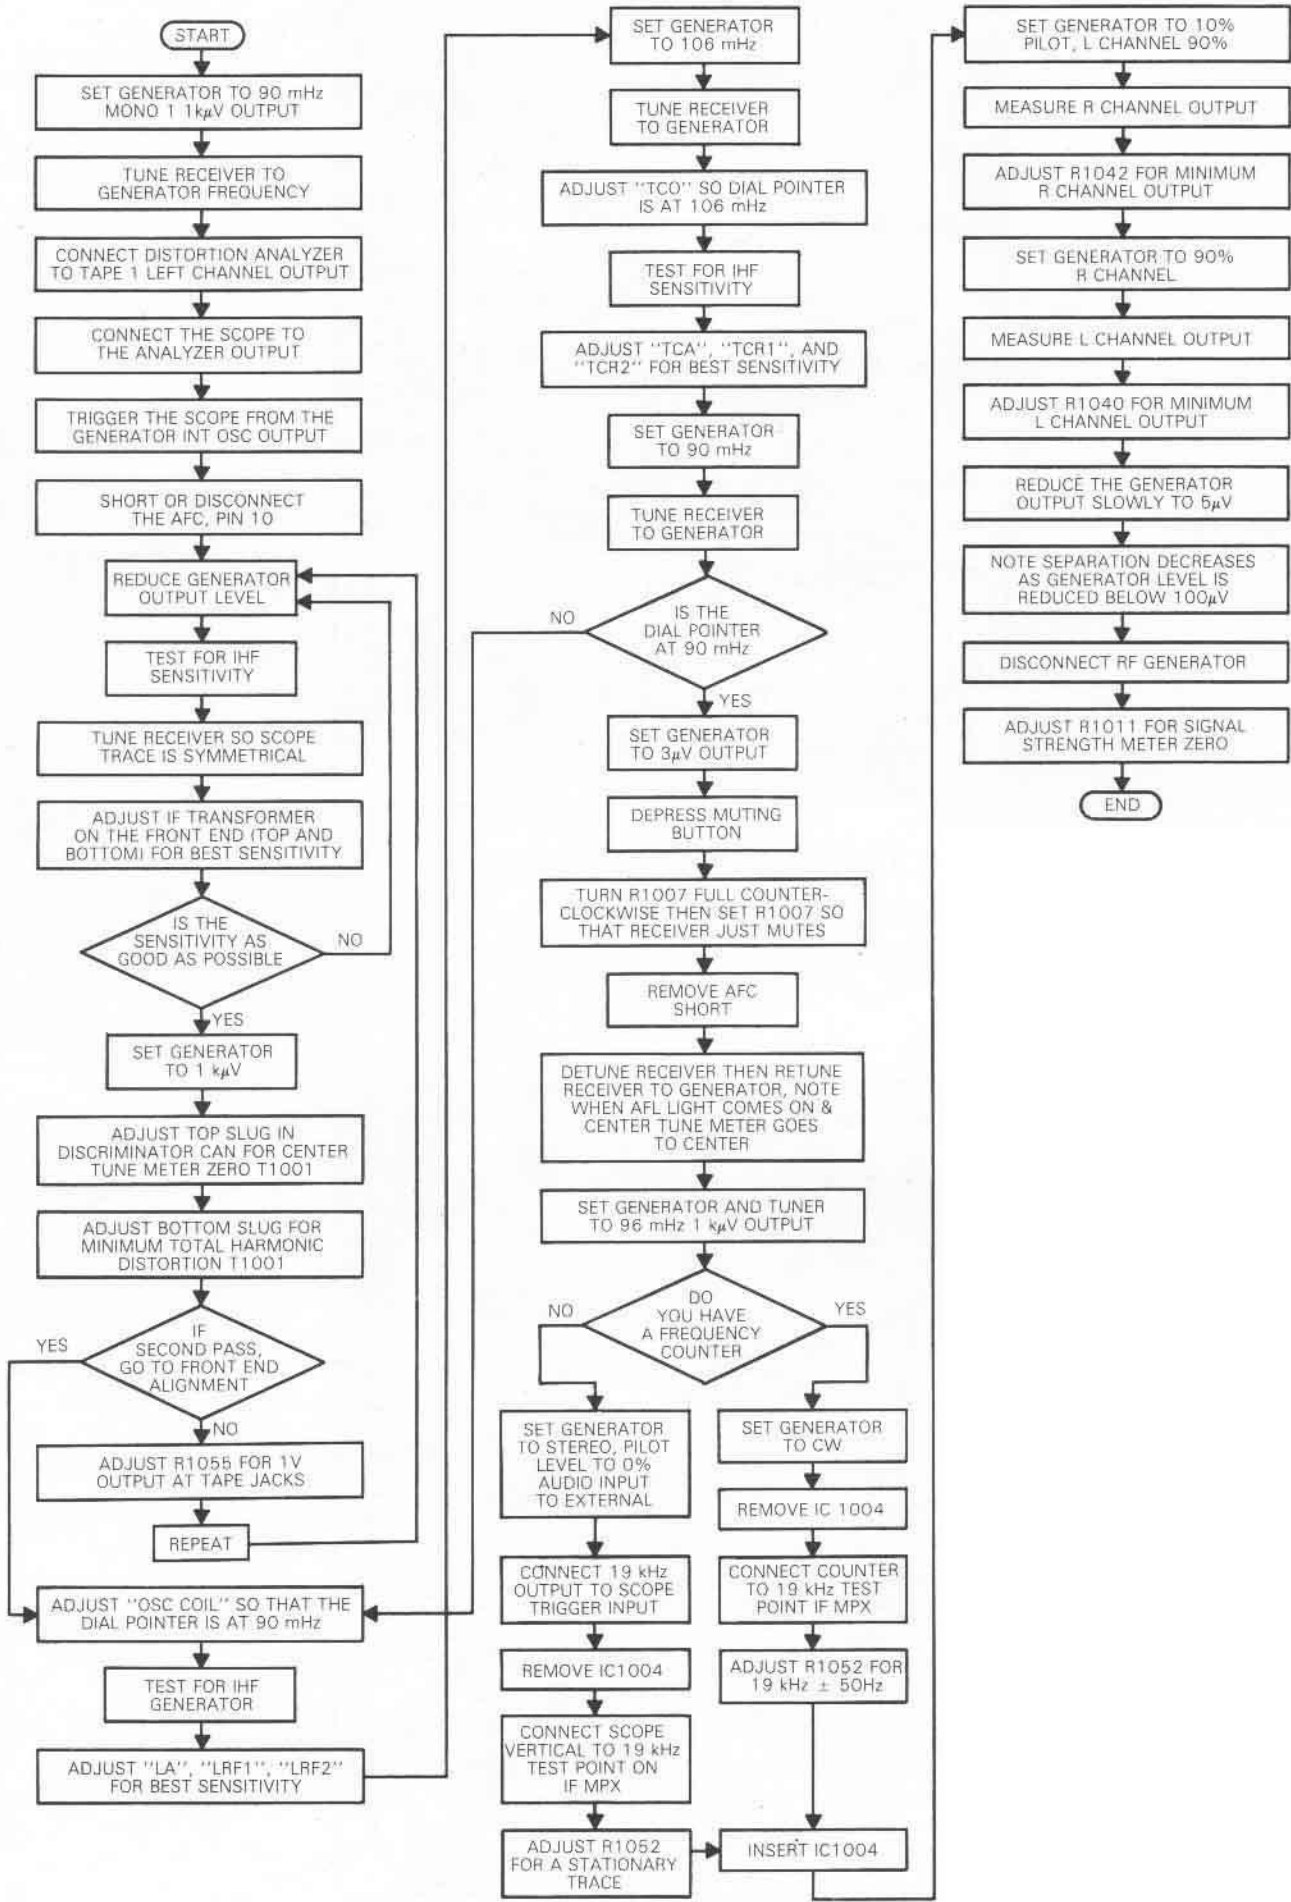 START
SET GENERATOR TO 90 mHz
MONO 1 1kµV OUTPUT
TUNE RECEIVER TO
GENERATOR FREQUENCY
CONNECT DISTORTION ANALYZER
TO TAPE 1 LEFT CHANNEL OUTPUT
CONNECT THE SCOPE TO
THE ANALYZER OUTPUT
TRIGGER THE SCOPE FROM THE
GENERATOR INT OSC OUTPUT
SHORT OR DISCONNECT
THE AFC, PIN 10
REDUCE GENERATOR
OUTPUT LEVEL
TEST FOR IHF
SENSITIVITY
TUNE RECEIVER SO SCOPE
TRACE IS SYMMETRICAL
ADJUST IF TRANSFORMER
ON THE FRONT END (TOP AND
BOTTOM) FOR BEST SENSITIVITY
IS THE
SENSITIVITY AS
GOOD AS POSSIBLE
NO
YES
SET GENERATOR
TO 1 kµV
ADJUST TOP SLUG IN
DISCRIMINATOR CAN FOR CENTER
TUNE METER ZERO T1001
ADJUST BOTTOM SLUG FOR
MINIMUM TOTAL HARMONIC
DISTORTION T1001
IF
SECOND PASS,
GO TO FRONT END
ALIGNMENT
YES
NO
ADJUST R1055 FOR 1V
OUTPUT AT TAPE JACKS
REPEAT
ADJUST "OSC COIL" SO THAT THE
DIAL POINTER IS AT 90 mHz
TEST FOR IHF
GENERATOR
ADJUST "LA", "LRF1", "LRF2"
FOR BEST SENSITIVITY
SET GENERATOR
TO 106 mHz
TUNE RECEIVER
TO GENERATOR
ADJUST "TCO" SO DIAL POINTER
IS AT 106 mHz
TEST FOR IHF
SENSITIVITY
ADJUST "TCA", "TCR1", AND
"TCR2" FOR BEST SENSITIVITY
SET GENERATOR
TO 90 mHz
TUNE RECEIVER
TO GENERATOR
IS THE
DIAL POINTER
AT 90 mHz
NO
YES
SET GENERATOR
TO 3µV OUTPUT
DEPRESS MUTING
BUTTON
TURN R1007 FULL COUNTER-
CLOCKWISE THEN SET R1007 SO
THAT RECEIVER JUST MUTES
REMOVE AFC
SHORT
DETUNE RECEIVER THEN RETUNE
RECEIVER TO GENERATOR, NOTE
WHEN AFL LIGHT COMES ON &
CENTER TUNE METER GOES
TO CENTER
SET GENERATOR AND TUNER
TO 96 mHz 1 kµV OUTPUT
DO
YOU HAVE
A FREQUENCY
COUNTER
NO
YES
SET GENERATOR
TO STEREO, PILOT
LEVEL TO 0%
AUDIO INPUT
TO EXTERNAL
CONNECT 19 kHz
OUTPUT TO SCOPE
TRIGGER INPUT
REMOVE IC1004
CONNECT SCOPE
VERTICAL TO 19 kHz
TEST POINT ON
IF MPX
ADJUST R1052
FOR A STATIONARY
TRACE
SET GENERATOR
TO CW
REMOVE IC 1004
CONNECT COUNTER
TO 19 kHz TEST
POINT IF MPX
ADJUST R1052 FOR
19 kHz ± 50Hz
INSERT IC1004
SET GENERATOR TO 10%
PILOT, L CHANNEL 90%
MEASURE R CHANNEL OUTPUT
ADJUST R1042 FOR MINIMUM
R CHANNEL OUTPUT
SET GENERATOR TO 90%
R CHANNEL
MEASURE L CHANNEL OUTPUT
ADJUST R1040 FOR MINIMUM
L CHANNEL OUTPUT
REDUCE THE GENERATOR
OUTPUT SLOWLY TO 5µV
NOTE SEPARATION DECREASES
AS GENERATOR LEVEL IS
REDUCED BELOW 100µV
DISCONNECT RF GENERATOR
ADJUST R1011 FOR SIGNAL
STRENGTH METER ZERO
END